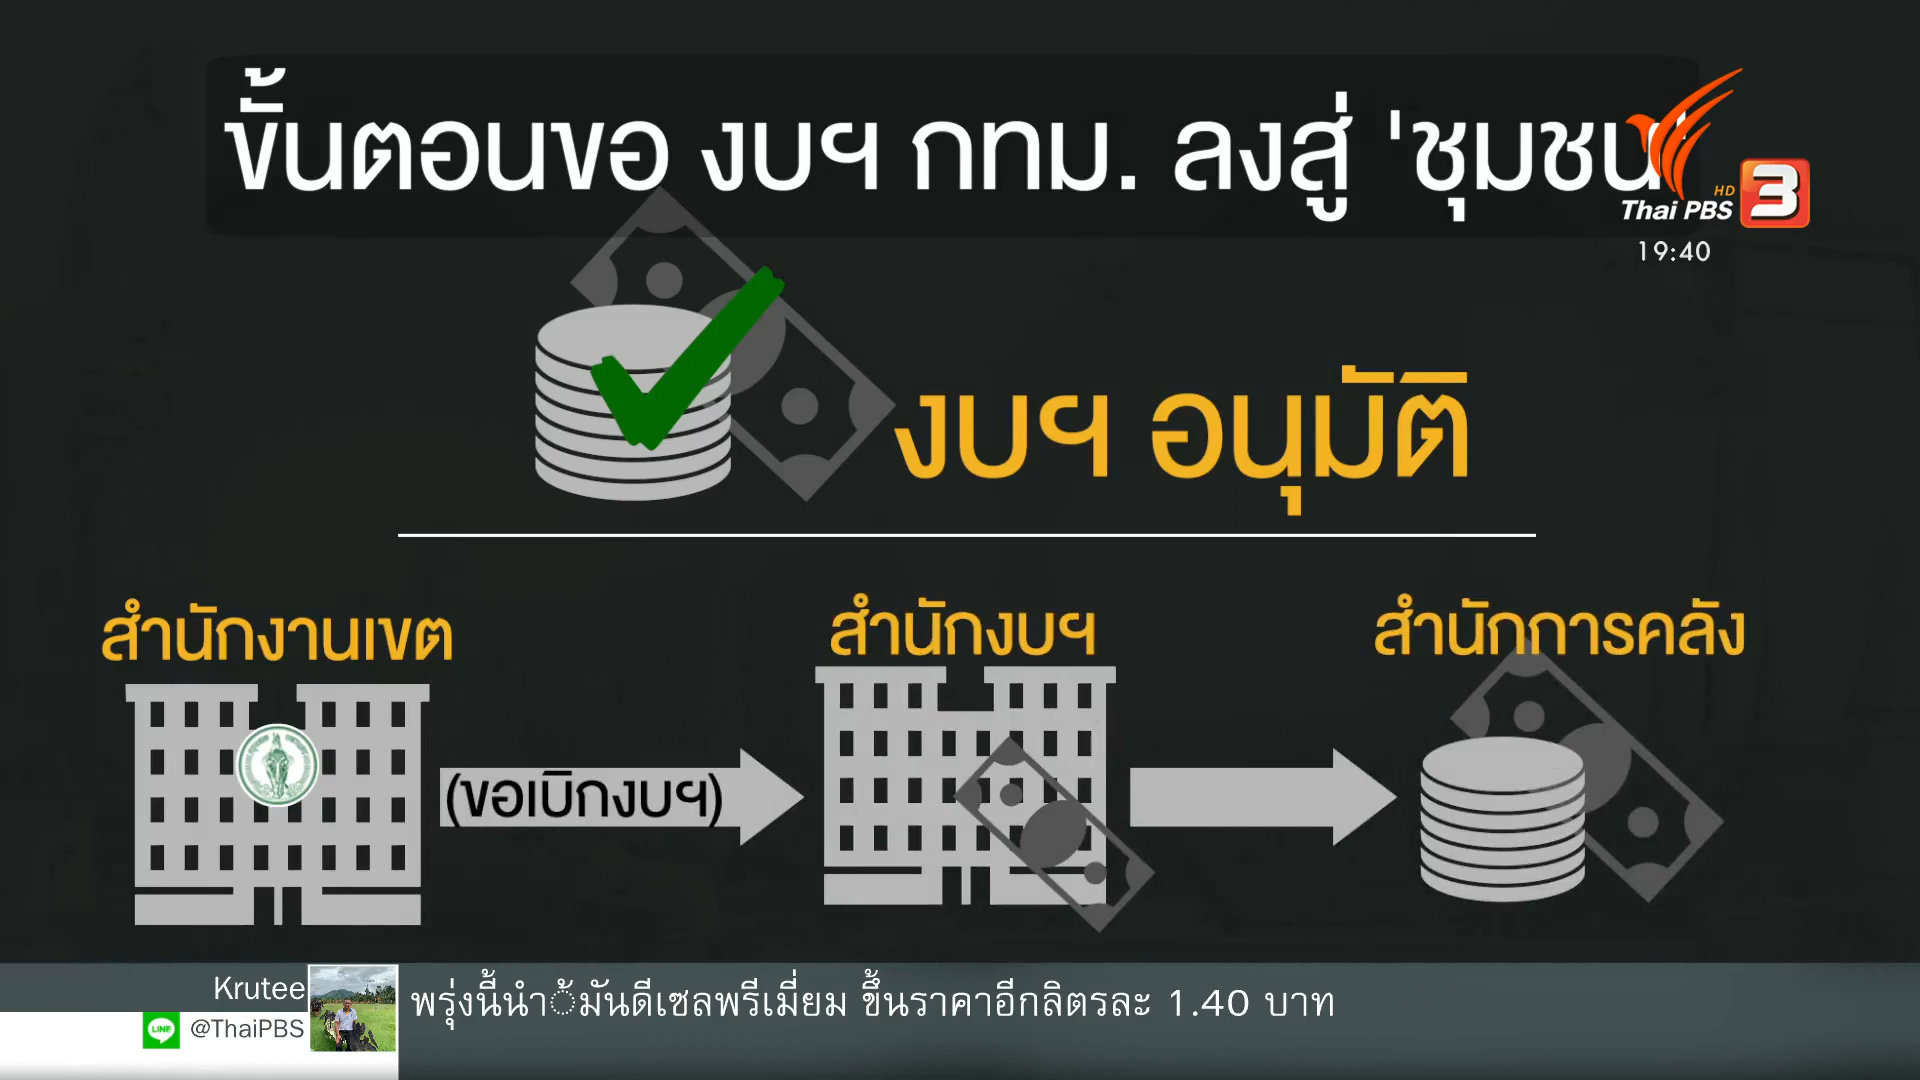 ขั้นตอนขอ งบฯ กทม. ลงสู่ 'ชุมชน'
HD
Thai PBS 3
19:40
งบฯ อนุมัติ
สำนักงานเขต
สำนักงบฯ
สำนักการคลัง
(ขอเบิกงบฯ)
Krutee
LINE @ThaiPBS
พรุ่งนี้นำ้มันดีเซลพรีเมี่ยม ขึ้นราคาอีกลิตรละ 1.40 บาท